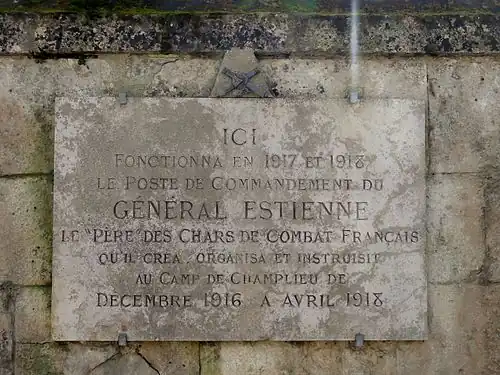 ICI
FONCTIONNA EN 1917 ET 1918
LE POSTE DE COMMANDEMENT DU
GÉNÉRAL ESTIENNE
LE "PÈRE" DES CHARS DE COMBAT FRANÇAIS
QU'IL CRÉA, ORGANISA ET INSTRUISIT
AU CAMP DE CHAMPLIEU DE
DÉCEMBRE 1916 A AVRIL 1918